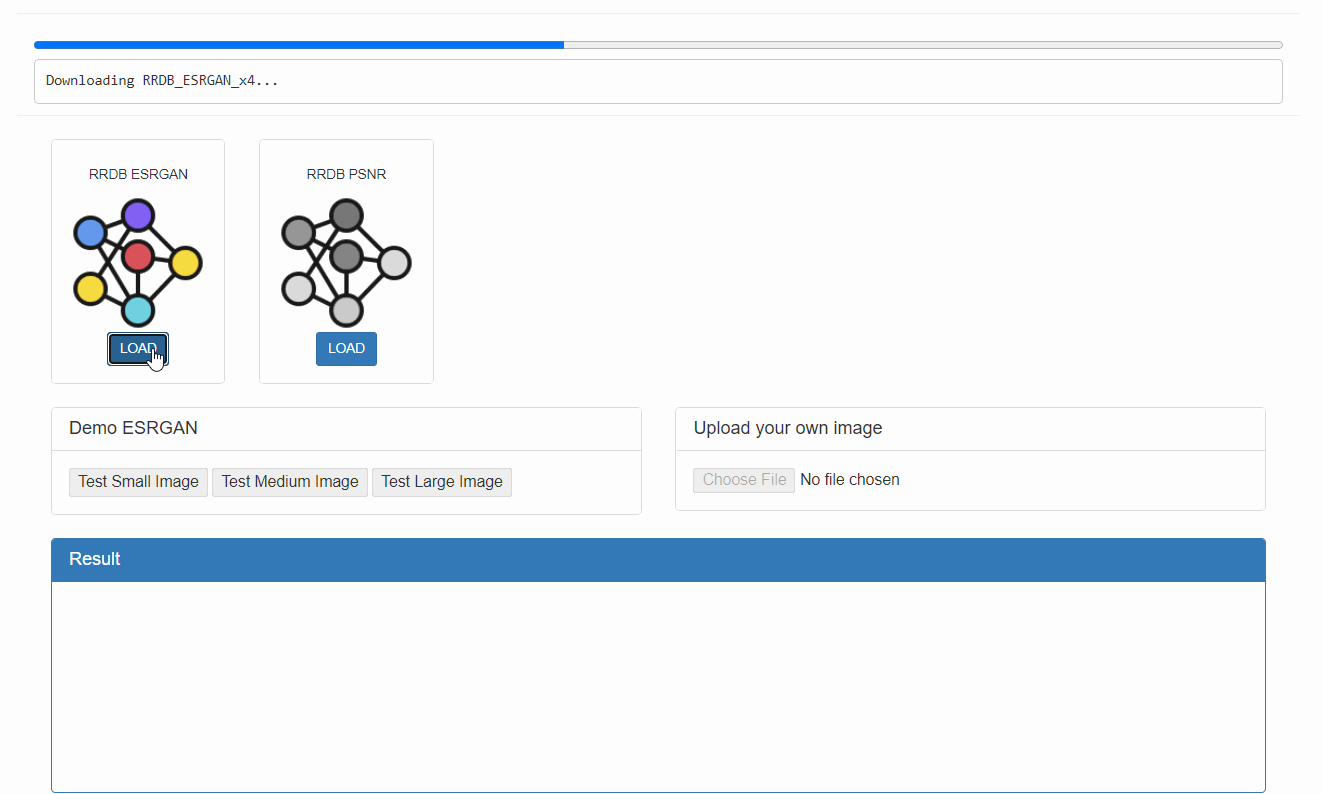 Downloading RRDB_ESRGAN_x4...
RRDB ESRGAN
RRDB PSNR
LOAD
LOAD
Demo ESRGAN
Upload your own image
Test Small Image Test Medium Image Test Large Image
Choose File No file chosen
Result